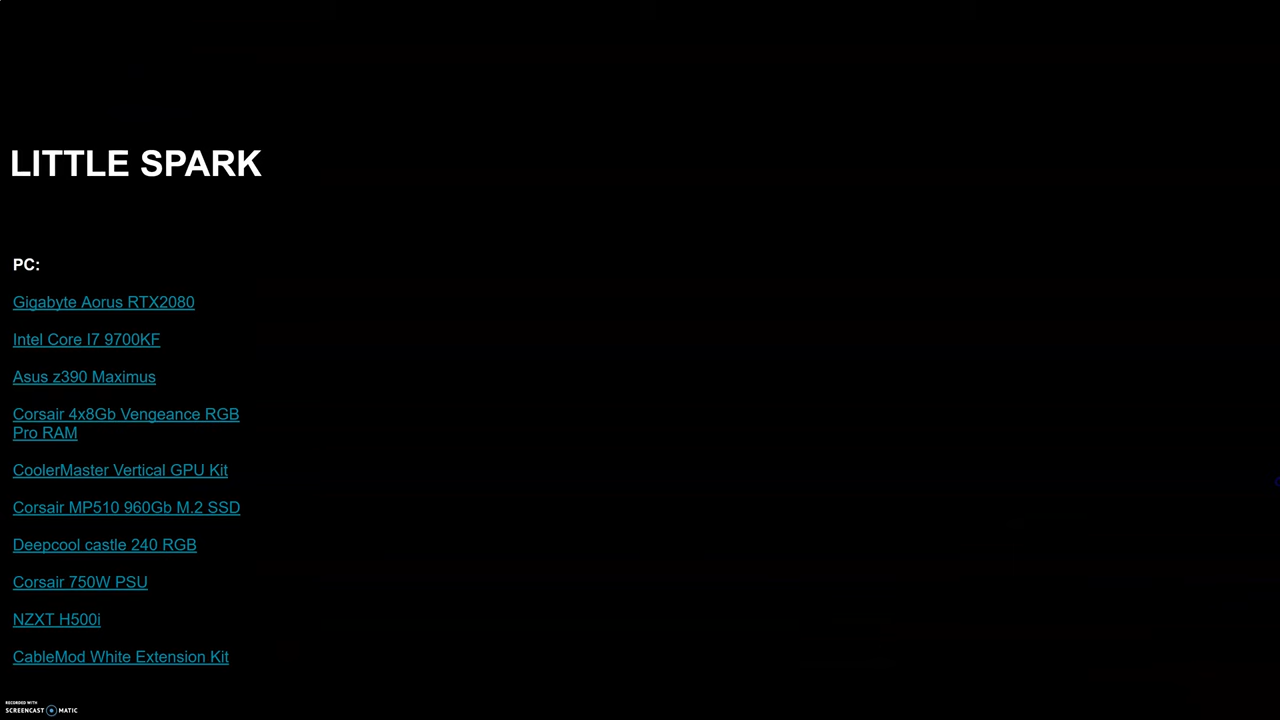 LITTLE SPARK
PC:
Gigabyte Aorus RTX2080
Intel Core I7 9700KF
Asus z390 Maximus
Corsair 4x8Gb Vengeance RGB
Pro RAM
CoolerMaster Vertical GPU Kit
Corsair MP510 960Gb M.2 SSD
Deepcool castle 240 RGB
Corsair 750W PSU
NZXT H500i
CableMod White Extension Kit
RECORDED WITH
SCREENCAST MATIC